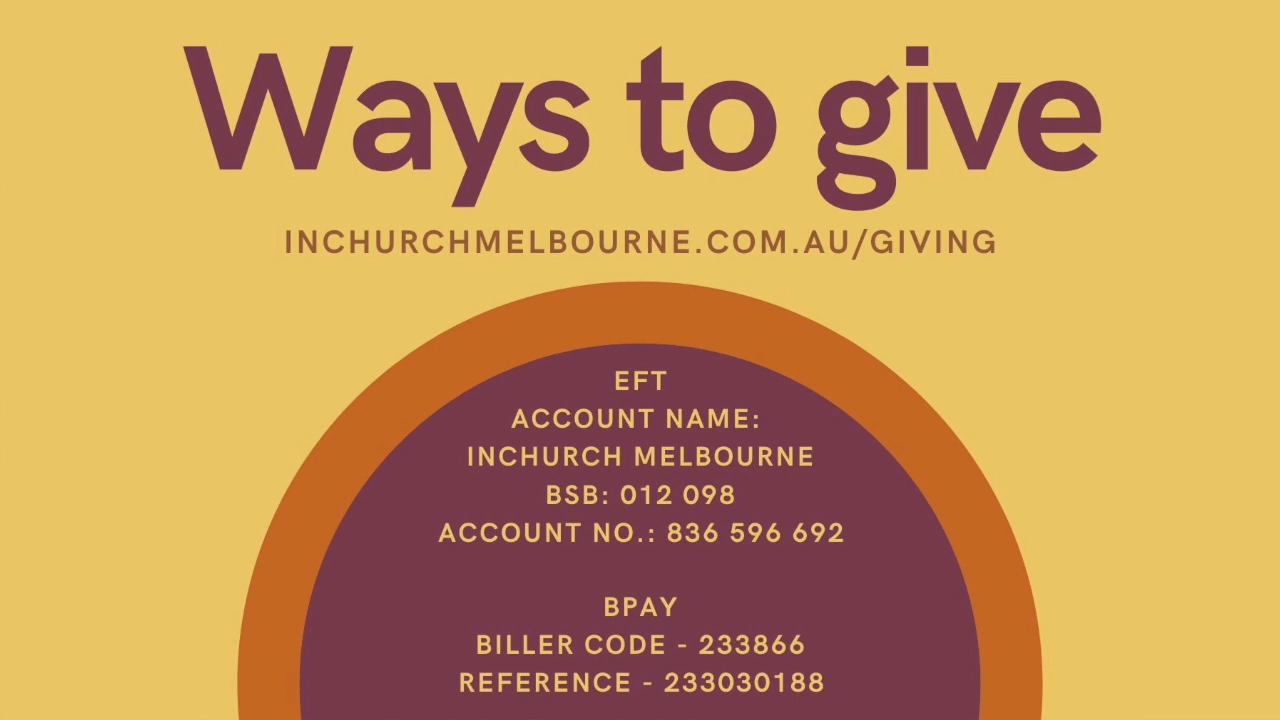 Ways to give
INCHURCHMELBOURNE.COM.AU/GIVING
EFT
ACCOUNT NAME:
INCHURCH MELBOURNE
BSB: 012 098
ACCOUNT NO.: 836 596 692
BPAY
BILLER CODE - 233866
REFERENCE - 233030188